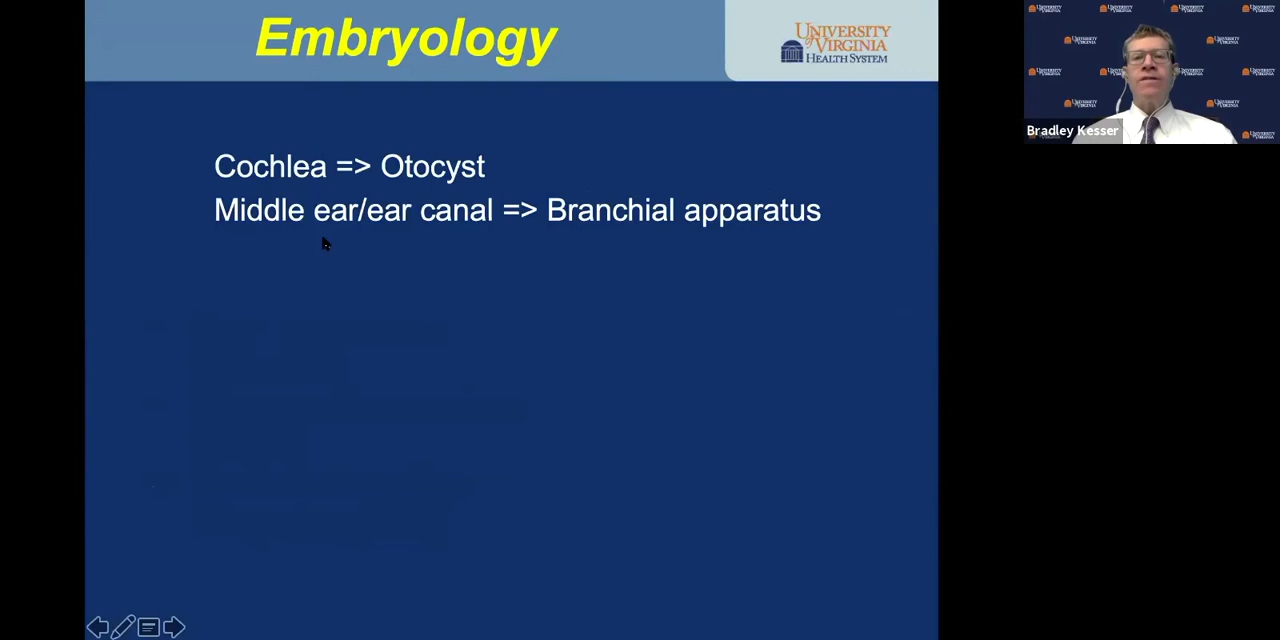 Embryology
UNIVERSITY
of VIRGINIA
HEALTH SYSTEM
Cochlea => Otocyst
Middle ear/ear canal => Branchial apparatus
Bradley Kesser